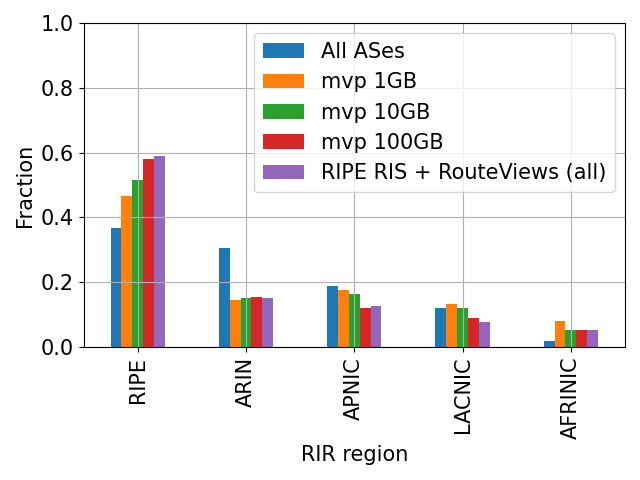 1.0
0.8
0.6
0.4
0.2
0.0
Fraction
All ASes
mvp 1GB
mvp 10GB
mvp 100GB
RIPE RIS + RouteViews (all)
RIPE
ARIN
APNIC
LACNIC
AFRINIC
RIR region